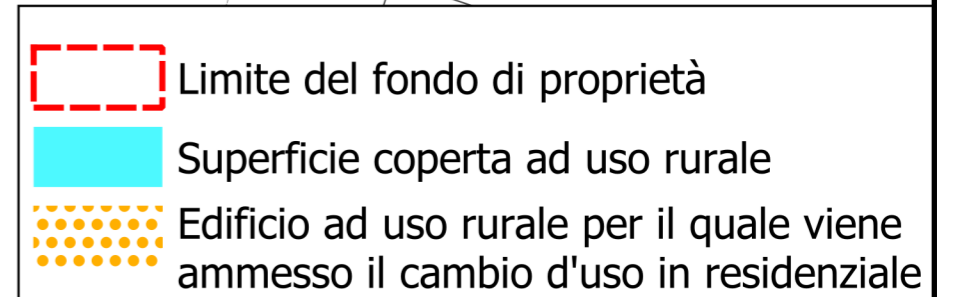 Limite del fondo di proprietà
Superficie coperta ad uso rurale
Edificio ad uso rurale per il quale viene
ammesso il cambio d'uso in residenziale